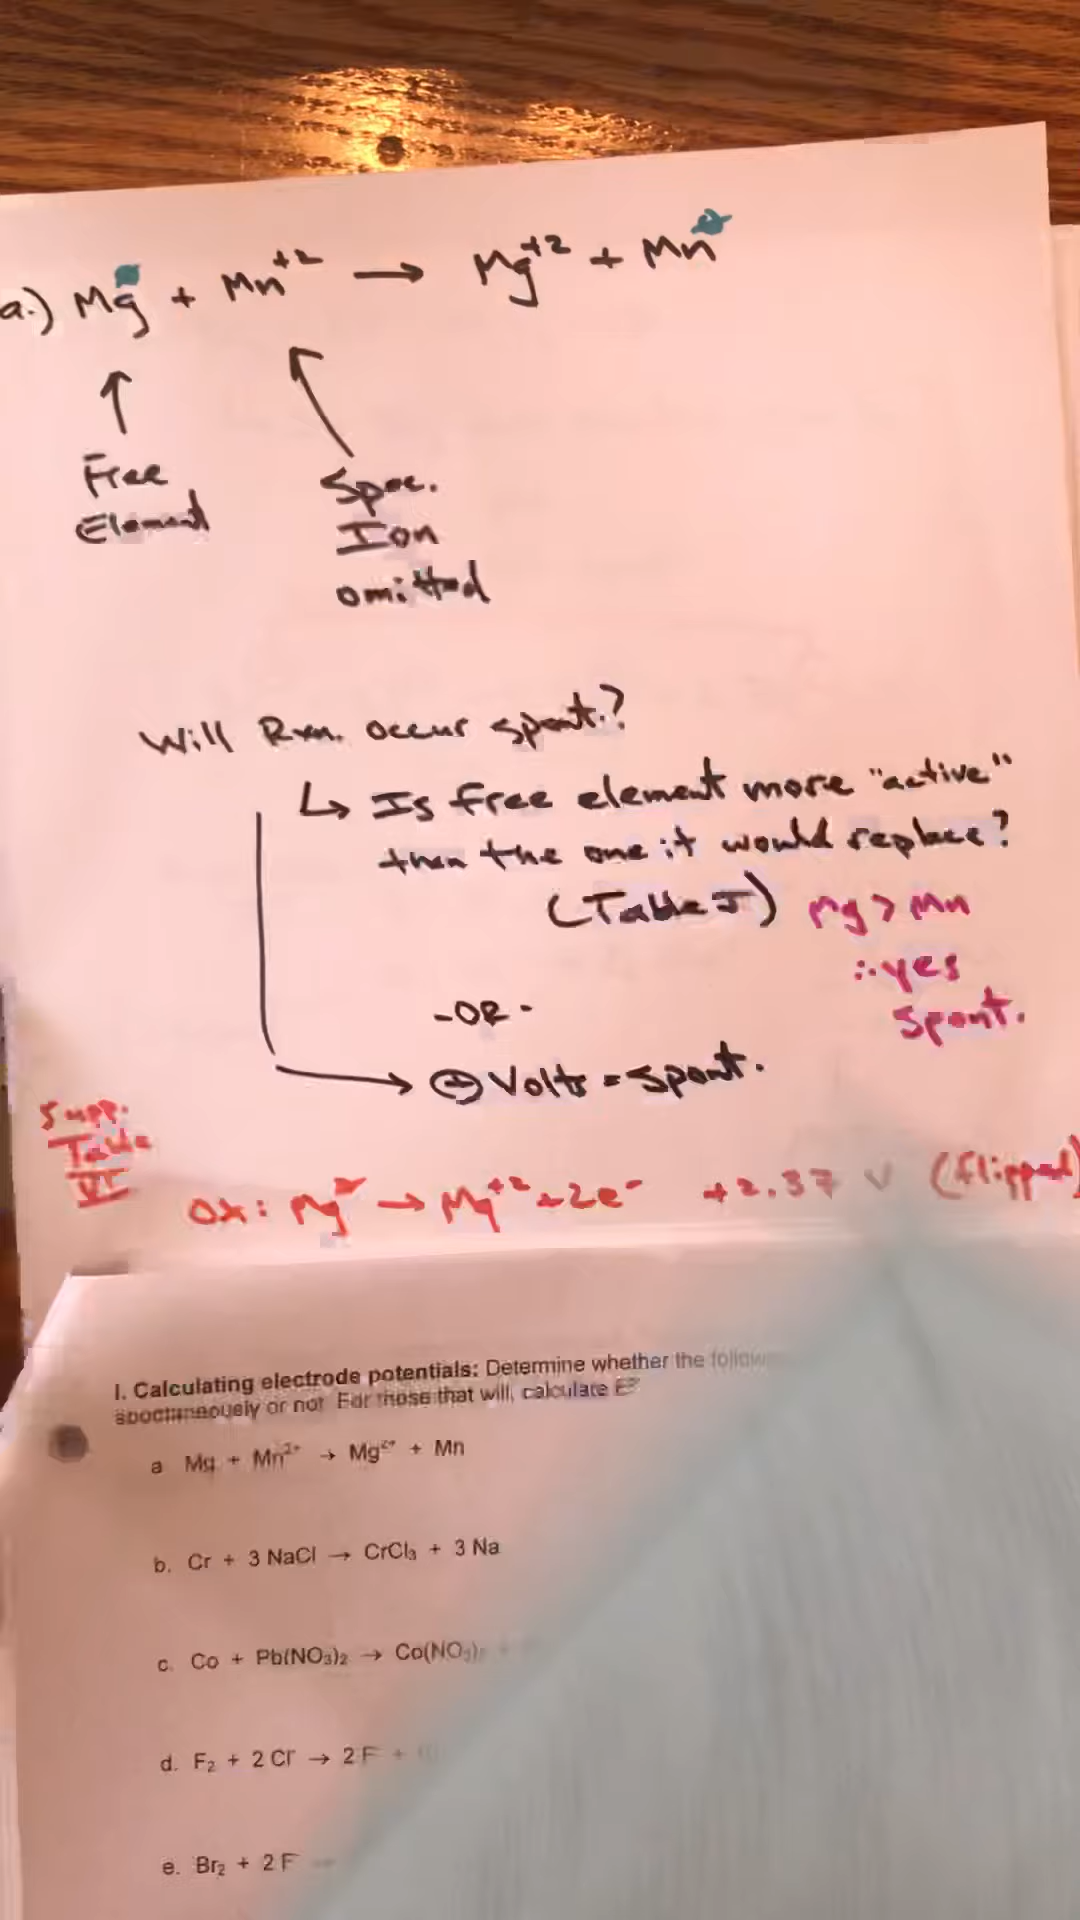 a.) Mg + Mn+2 → Mg+2 + Mn
Free
Element
Spec.
Ion
omitted
Will Rxn. occur spont.?
↳ Is free element more "active"
then the one it would replace?
(Table J) Mg > Mn
∴ yes
spont.
-OR-
Volts = spont.
Supp.
Table
VI
OX: Mg → Mg+2 + 2e- +2.37 V (flipped)
I. Calculating electrode potentials: Determine whether the follow
spontaneously or not. For those that will, calculate E°
a Mg + Mn2+ → Mg2+ + Mn
b. Cr + 3 NaCl → CrCl3 + 3 Na
c. Co + Pb(NO3)2 → Co(NO3)2 +
d. F2 + 2 Cl- → 2 F- +
e. Br2 + 2 F-